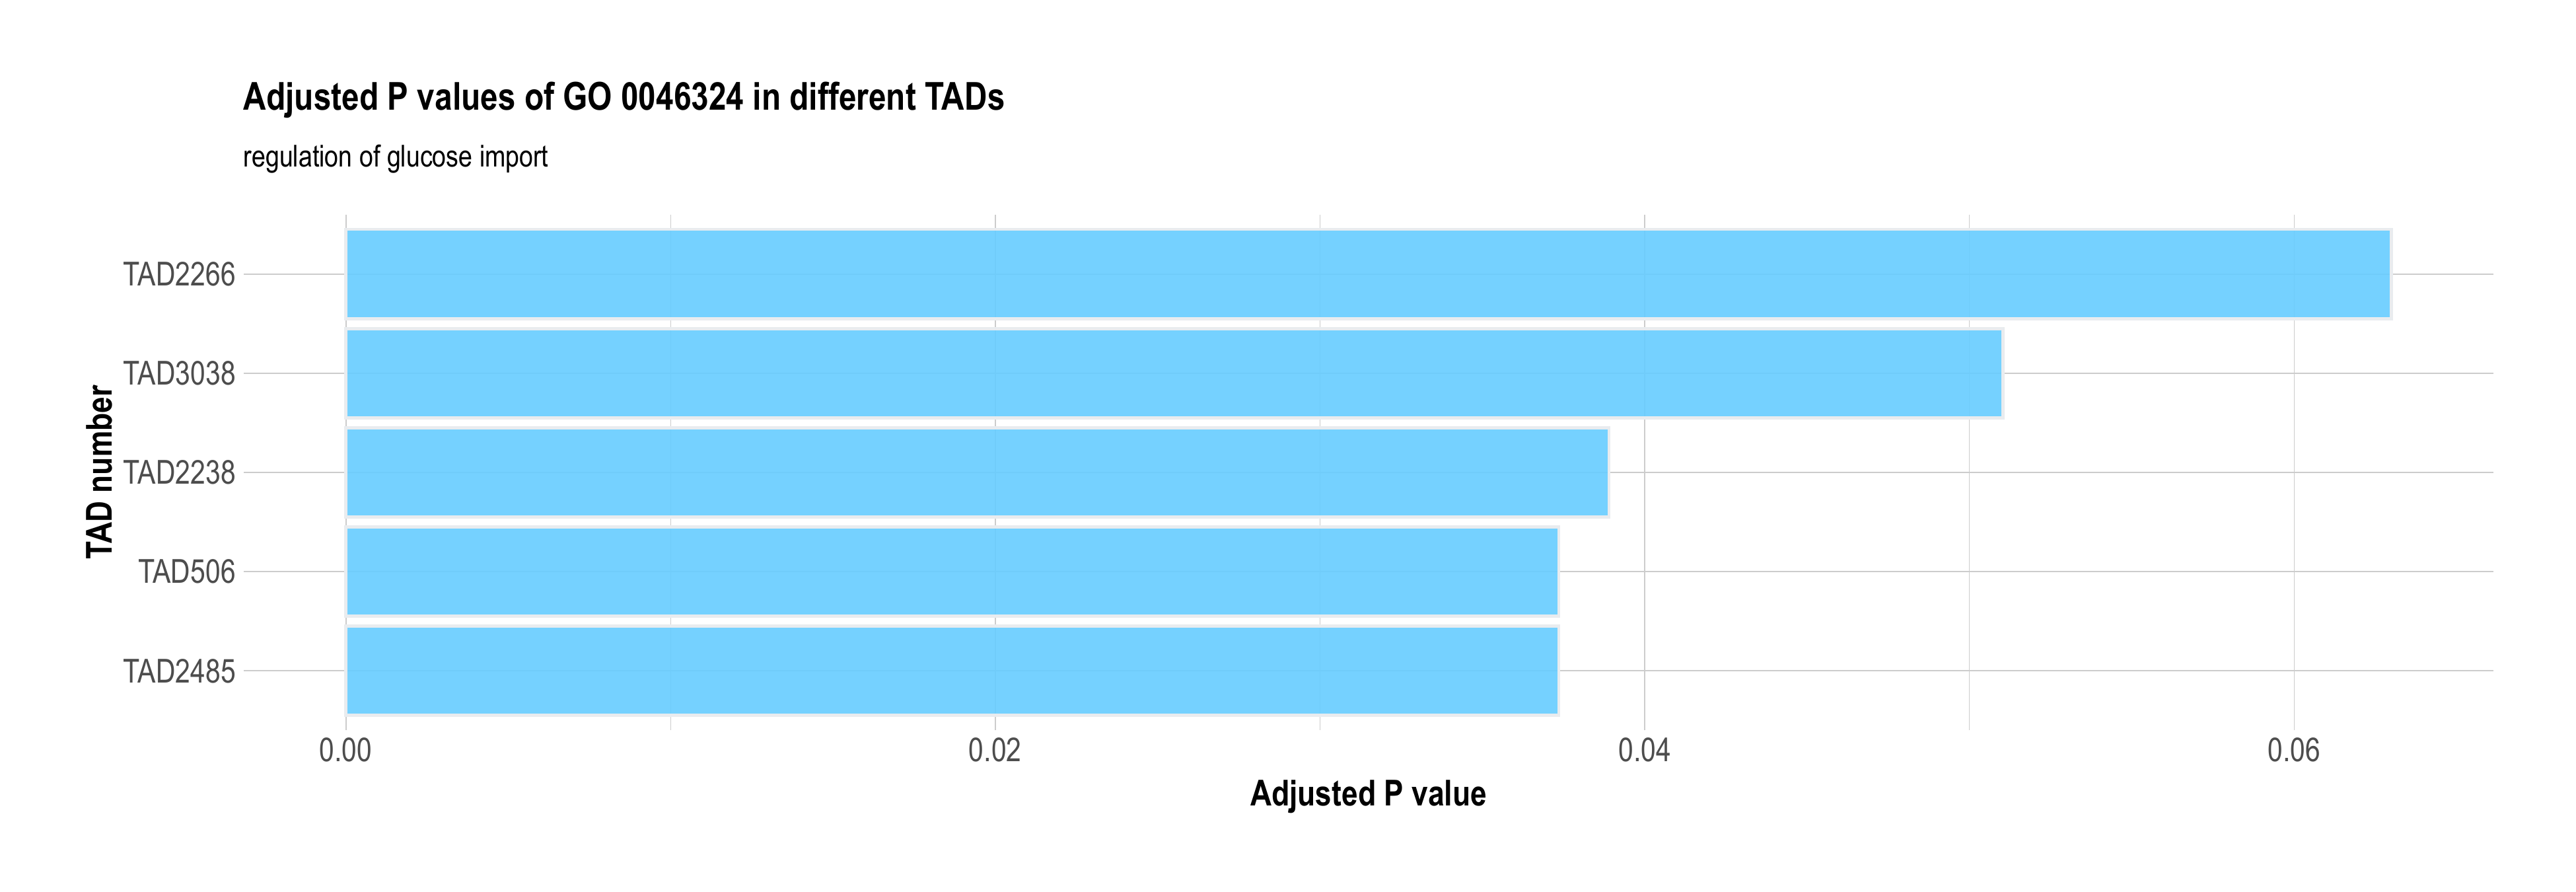 Adjusted P values of GO 0046324 in different TADs
regulation of glucose import
TAD number
TAD2266
TAD3038
TAD2238
TAD506
TAD2485
0.00
0.02
0.04
0.06
Adjusted P value